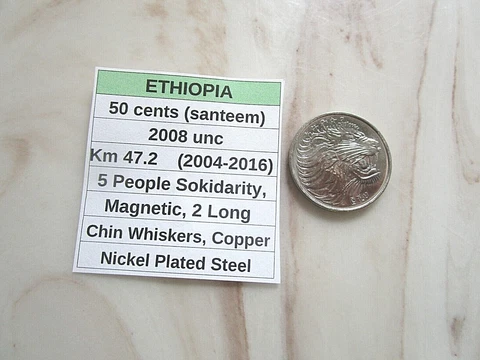 ETHIOPIA
50 cents (santeem)
2008 unc
Km 47.2 (2004-2016)
5 People Sokidarity,
Magnetic, 2 Long
Chin Whiskers, Copper
Nickel Plated Steel